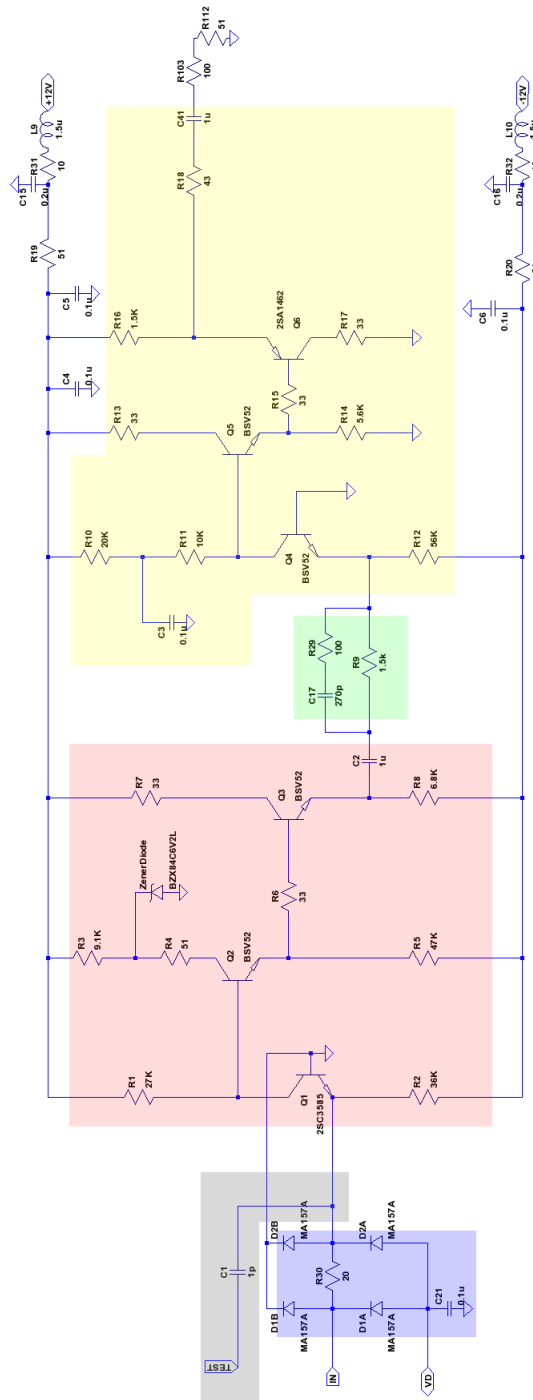 R112
51
R103
100
C41
1u
R18
43
+12V
L9
1.5u
R31
10
C15
0.2u
R19
51
C5
0.1u
R16
1.5K
2SA1462
Q6
R17
33
C4
0.1u
R15
33
R13
33
Q5
BSV52
R14
5.6K
R10
20K
R11
10K
Q4
BSV52
R12
56K
C3
0.1u
-12V
L10
1.5u
R32
C16
0.2u
R20
C6
0.1u
R29
100
C17
270p
R9
1.5k
C2
1u
R7
33
Q3
BSV52
R8
6.8K
ZenerDiode
BZX84C6V2L
R3
9.1K
R4
51
R6
33
Q2
BSV52
R5
47K
R1
27K
Q1
2SC3585
R2
36K
C1
1p
TEST
D2B
MA157A
D2A
MA157A
R30
20
D1B
MA157A
D1A
MA157A
C21
0.1u
IN
VD